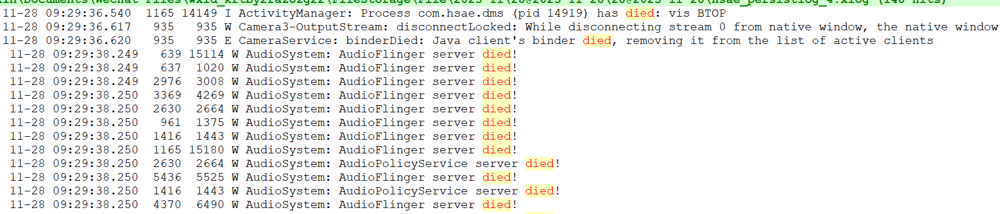 11-28 09:29:36.540 1165 14149 I ActivityManager: Process com.hsae.dms (pid 14919) has died: vis BTOP
11-28 09:29:36.617 935 935 W Camera3-OutputStream: disconnectLocked: While disconnecting stream 0 from native window, the native window
11-28 09:29:36.620 935 935 E CameraService: binderDied: Java client's binder died, removing it from the list of active clients
11-28 09:29:38.249 639 15114 W AudioSystem: AudioFlinger server died!
11-28 09:29:38.249 637 1020 W AudioSystem: AudioFlinger server died!
11-28 09:29:38.249 2976 3008 W AudioSystem: AudioFlinger server died!
11-28 09:29:38.250 3369 4269 W AudioSystem: AudioFlinger server died!
11-28 09:29:38.250 2630 2664 W AudioSystem: AudioFlinger server died!
11-28 09:29:38.250 961 1375 W AudioSystem: AudioFlinger server died!
11-28 09:29:38.250 1416 1443 W AudioSystem: AudioFlinger server died!
11-28 09:29:38.250 1165 15180 W AudioSystem: AudioFlinger server died!
11-28 09:29:38.250 2630 2664 W AudioSystem: AudioPolicyService server died!
11-28 09:29:38.250 5436 5525 W AudioSystem: AudioFlinger server died!
11-28 09:29:38.250 1416 1443 W AudioSystem: AudioPolicyService server died!
11-28 09:29:38.250 4370 6490 W AudioSystem: AudioFlinger server died!